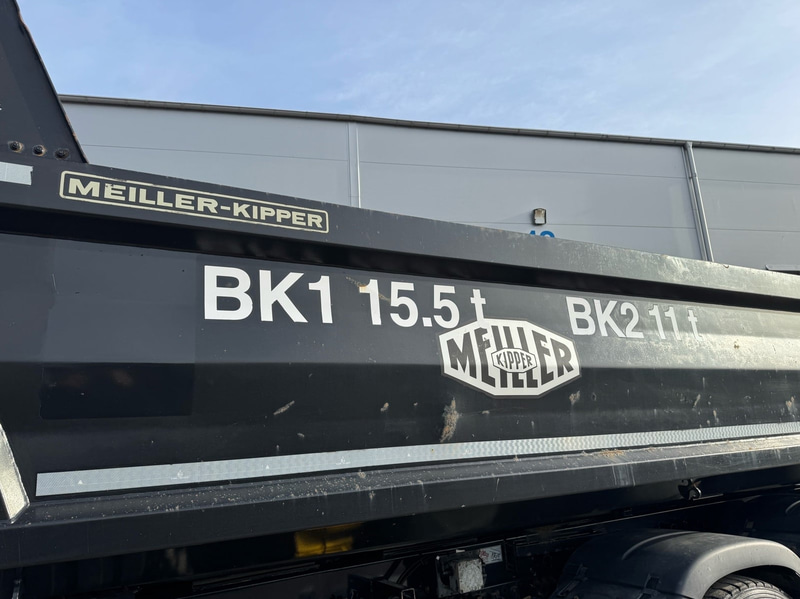 MEILLER-KIPPER
BK1 15.5 t
BK2 11 t
MEILLER
KIPPER